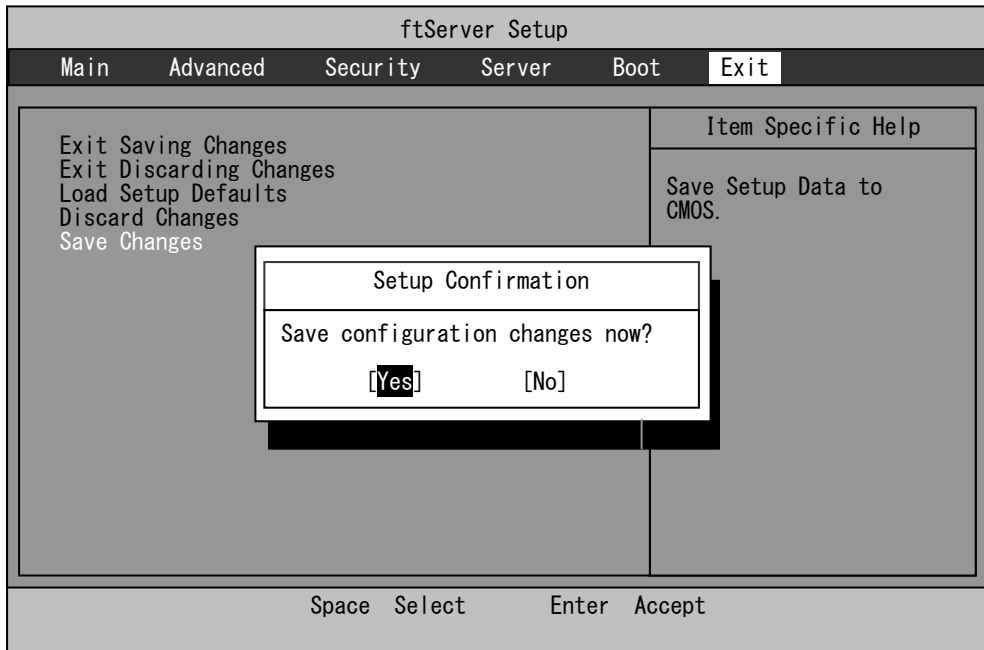 ftServer Setup
Main Advanced Security Server Boot Exit
Exit Saving Changes
Exit Discarding Changes
Load Setup Defaults
Discard Changes
Save Changes
Item Specific Help
Save Setup Data to
CMOS.
Setup Confirmation
Save configuration changes now?
[Yes] [No]
Space Select Enter Accept